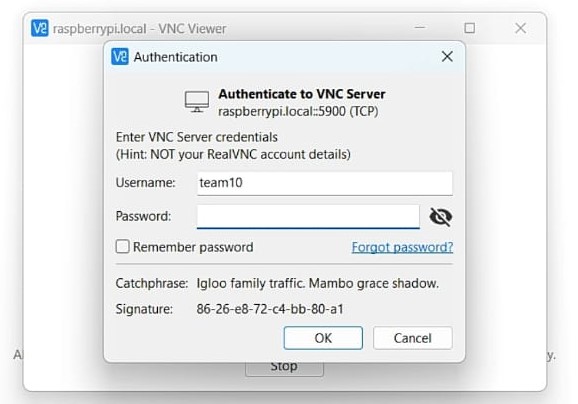 raspberrypi.local - VNC Viewer
Authentication
Authenticate to VNC Server
raspberrypi.local::5900 (TCP)
Enter VNC Server credentials
(Hint: NOT your RealVNC account details)
Username: team10
Password:
Remember password Forgot password?
Catchphrase: Igloo family traffic. Mambo grace shadow.
Signature: 86-26-e8-72-c4-bb-80-a1
OK Cancel
Stop